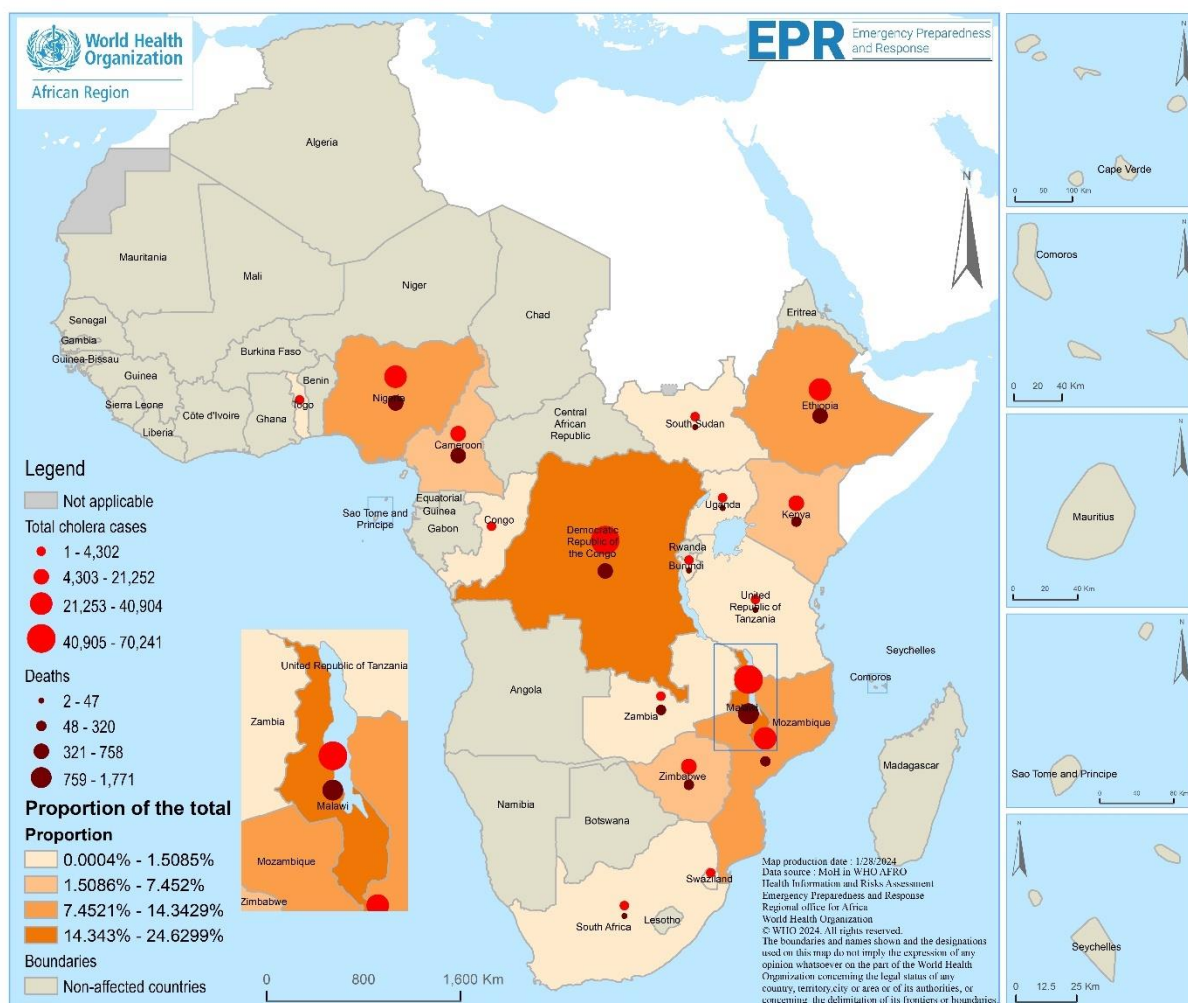 World Health
Organization
African Region
EPR
Emergency Preparedness
and Response
N
Algeria
Mauritania
Mali
Niger
Chad
Eritrea
Senegal
Gambia
Guinea-Bissau
Guinea
Sierra Leone
Liberia
Côte d'Ivoire
Burkina Faso
Ghana
Togo
Benin
Nigeria
Cameroon
Central
African
Republic
South Sudan
Ethiopia
Equatorial
Guinea
Gabon
Sao Tome and
Principe
Congo
Democratic
Republic of
the Congo
Uganda
Kenya
Rwanda
Burundi
United
Republic of
Tanzania
Seychelles
Comoros
Angola
Zambia
Malawi
Mozambique
Zimbabwe
Madagascar
Namibia
Botswana
Swaziland
South Africa
Lesotho
Legend
Not applicable
Total cholera cases
1 - 4,302
4,303 - 21,252
21,253 - 40,904
40,905 - 70,241
Deaths
2 - 47
48 - 320
321 - 758
759 - 1,771
Proportion of the total
Proportion
0.0004% - 1.5085%
1.5086% - 7.452%
7.4521% - 14.3429%
14.343% - 24.6299%
Boundaries
Non-affected countries
United Republic of Tanzania
Zambia
Malawi
Mozambique
Zimbabwe
0 800 1,600 Km
Map production date : 1/28/2024
Data source : MoH in WHO AFRO
Health Information and Risks Assessment
Emergency Preparedness and Response
Regional office for Africa
World Health Organization
© WHO 2024. All rights reserved.
The boundaries and names shown and the designations
used on this map do not imply the expression of any
opinion whatsoever on the part of the World Health
Organization concerning the legal status of any
country, territory,city or area or of its authorities, or
concerning the delimitation of its frontiers or boundaries
N
Cape Verde
0 50 100 Km
N
Comoros
0 20 40 Km
N
Mauritius
0 20 40 Km
N
Sao Tome and Principe
0 40 80 Km
N
Seychelles
0 12.5 25 Km